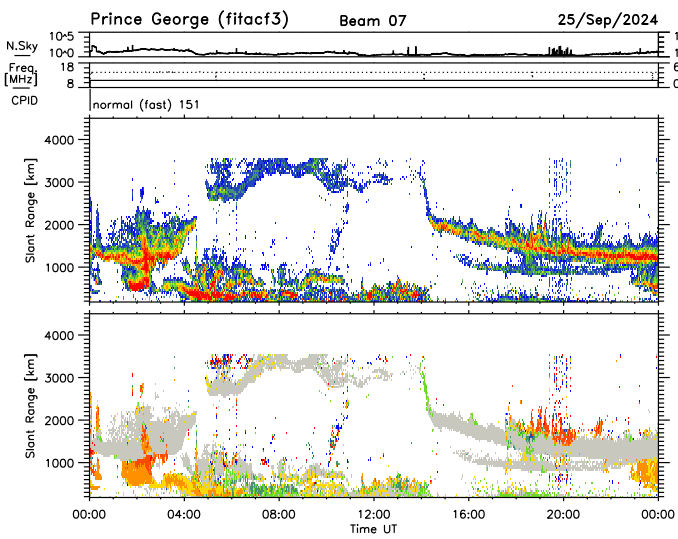 Prince George (fitacf3) Beam 07 25/Sep/2024
N.Sky 10^5 10^0 1 1
Freq. [MHz] 18 8 6 0
CPID normal (fast) 151
Slant Range [km] 4000 3000 2000 1000
Slant Range [km] 4000 3000 2000 1000
00:00 04:00 08:00 12:00 16:00 20:00 00:00
Time UT